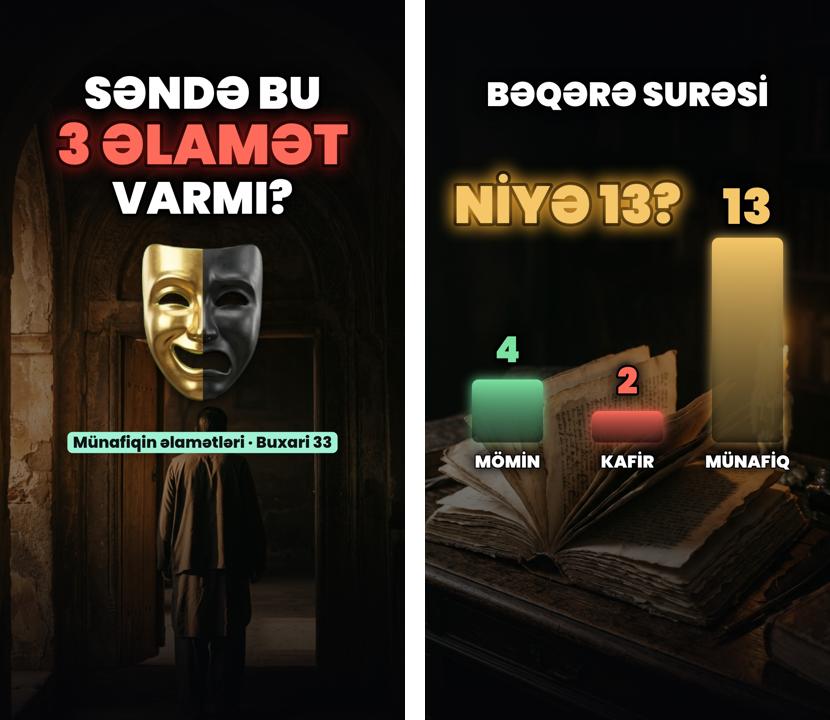 SƏNDƏ BU
3 ƏLAMƏT
VARMI?
Münafiqin əlamətləri · Buxari 33
BƏQƏRƏ SURƏSİ
NİYƏ 13?
13
4
2
MÖMİN
KAFİR
MÜNAFİQ